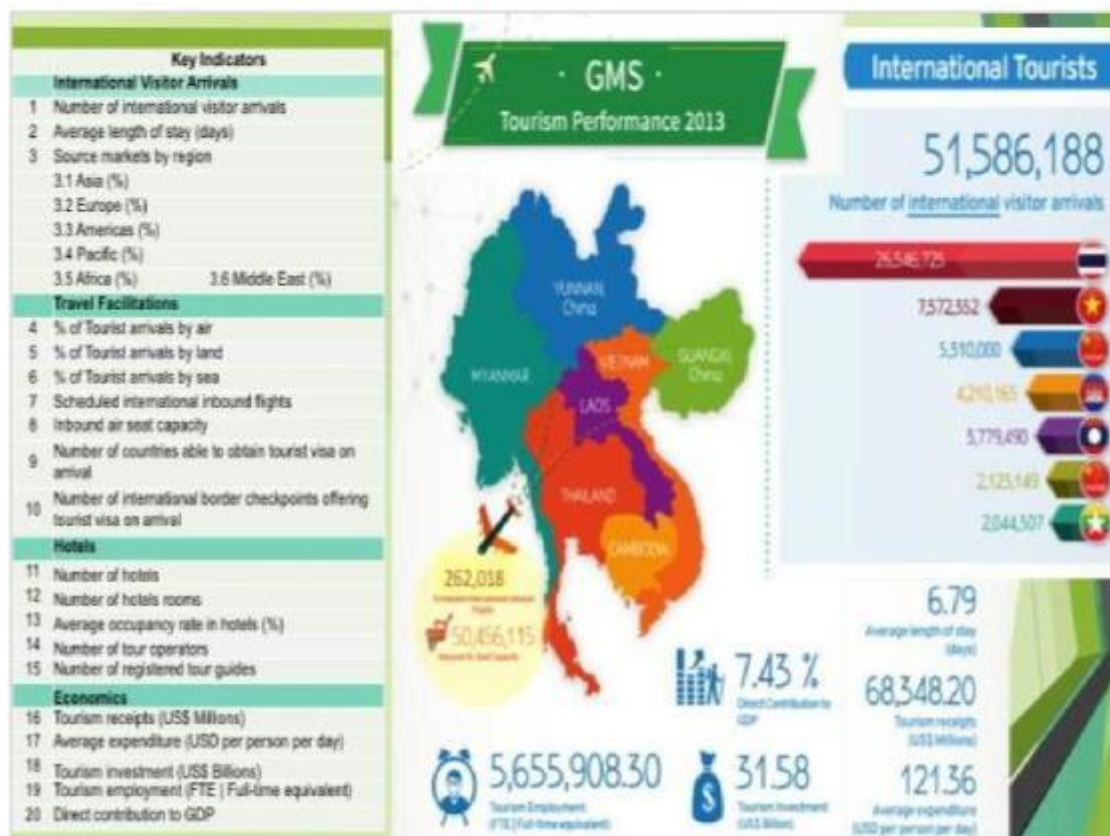 Key Indicators
International Visitor Arrivals
1 Number of international visitor arrivals
2 Average length of stay (days)
3 Source markets by region
3.1 Asia (%)
3.2 Europe (%)
3.3 Americas (%)
3.4 Pacific (%)
3.5 Africa (%) 3.6 Middle East (%)
Travel Facilitations
4 % of Tourist arrivals by air
5 % of Tourist arrivals by land
6 % of Tourist arrivals by sea
7 Scheduled international inbound flights
8 Inbound air seat capacity
9 Number of countries able to obtain tourist visa on
arrival
10 Number of international border checkpoints offering
tourist visa on arrival
Hotels
11 Number of hotels
12 Number of hotels rooms
13 Average occupancy rate in hotels (%)
14 Number of tour operators
15 Number of registered tour guides
Economics
16 Tourism receipts (US$ Millions)
17 Average expenditure (USD per person per day)
18 Tourism investment (US$ Billions)
19 Tourism employment (FTE | Full-time equivalent)
20 Direct contribution to GDP
· GMS ·
Tourism Performance 2013
YUNNAN,
China
MYANMAR
VIETNAM
GUANGXI,
China
LAOS
THAILAND
CAMBODIA
262,018
50,456,115
7.43 %
Direct Contribution to
GDP
5,655,908.30
Tourism Employment
(FTE | Full-time equivalent)
31.58
Tourism Investment
(US$ Billion)
International Tourists
51,586,188
Number of international visitor arrivals
26,546,725
7,572,352
5,310,000
4,210,165
3,779,490
2,123,149
2,044,307
6.79
Average length of stay
(days)
68,348.20
Tourism receipts
(US$ Millions)
121.36
Average expenditure
(USD per person per day)